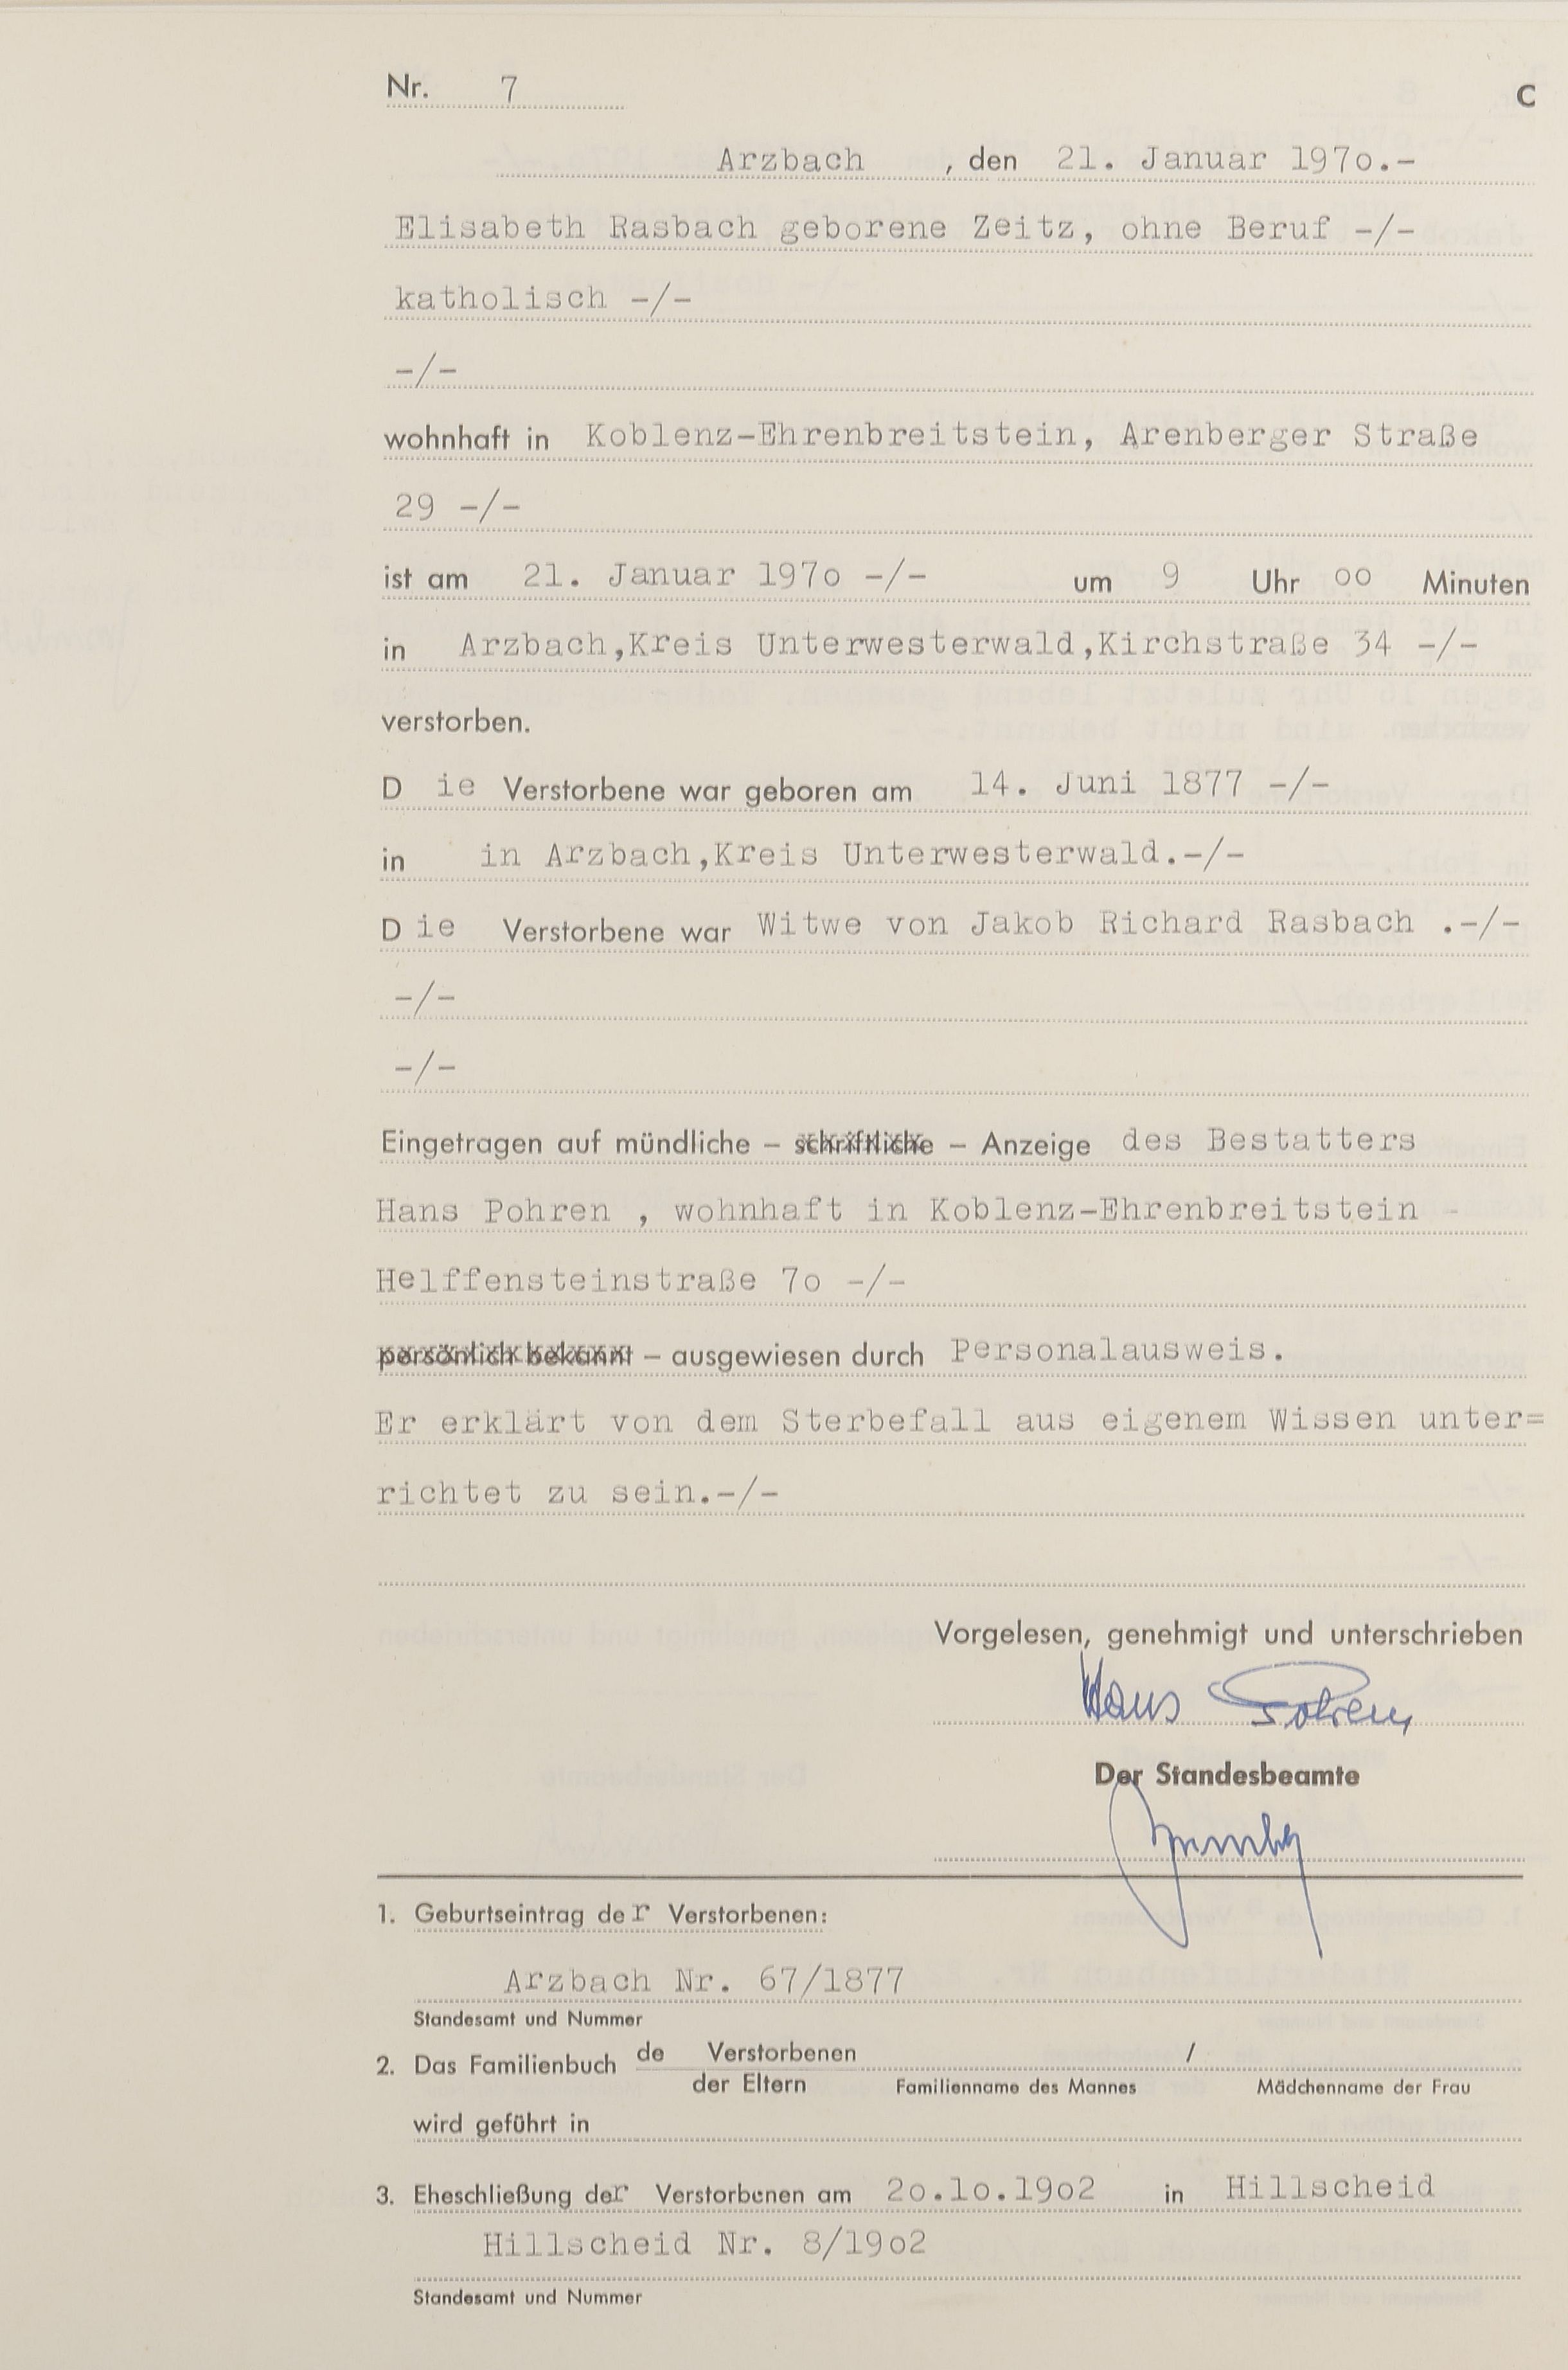 Nr. 7
C
Arzbach , den 21. Januar 197o.-
Elisabeth Rasbach geborene Zeitz, ohne Beruf -/-
katholisch -/-
-/-
wohnhaft in Koblenz-Ehrenbreitstein, Arenberger Straße
29 -/-
ist am 21. Januar 197o -/- um 9 Uhr oo Minuten
in Arzbach,Kreis Unterwesterwald,Kirchstraße 34 -/-
verstorben.
D ie Verstorbene war geboren am 14. Juni 1877 -/-
in in Arzbach,Kreis Unterwesterwald.-/-
D ie Verstorbene war Witwe von Jakob Richard Rasbach .-/-
-/-
-/-
Eingetragen auf mündliche – schriftliche – Anzeige des Bestatters
Hans Pohren , wohnhaft in Koblenz-Ehrenbreitstein -
Helffensteinstraße 7o -/-
persönlich bekannt – ausgewiesen durch Personalausweis.
Er erklärt von dem Sterbefall aus eigenem Wissen unter=
richtet zu sein.-/-
Vorgelesen, genehmigt und unterschrieben
Hans Pohren
Der Standesbeamte
1. Geburtseintrag der Verstorbenen:
Arzbach Nr. 67/1877
Standesamt und Nummer
2. Das Familienbuch de Verstorbenen /
der Eltern Familienname des Mannes Mädchenname der Frau
wird geführt in
3. Eheschließung der Verstorbenen am 2o.1o.19o2 in Hillscheid
Hillscheid Nr. 8/19o2
Standesamt und Nummer